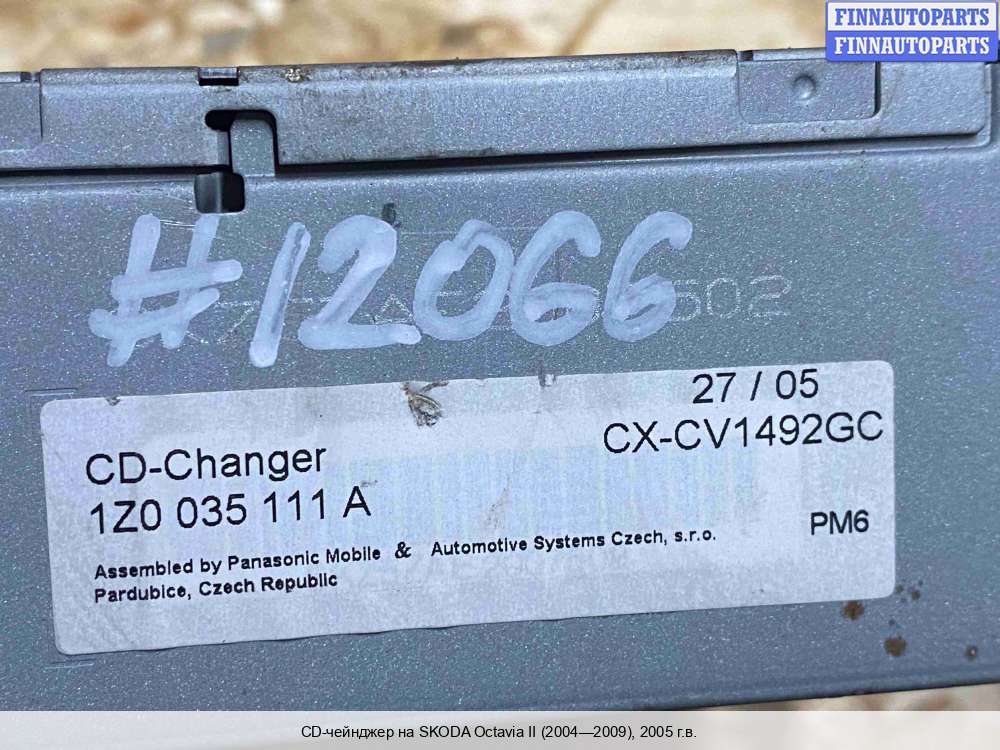 FINNAUTOPARTS
FINNAUTOPARTS
#12066
27 / 05
CX-CV1492GC
CD-Changer
1Z0 035 111 A
PM6
Assembled by Panasonic Mobile & Automotive Systems Czech, s.r.o.
Pardubice, Czech Republic
CD-чейнджер на SKODA Octavia II (2004—2009), 2005 г.в.